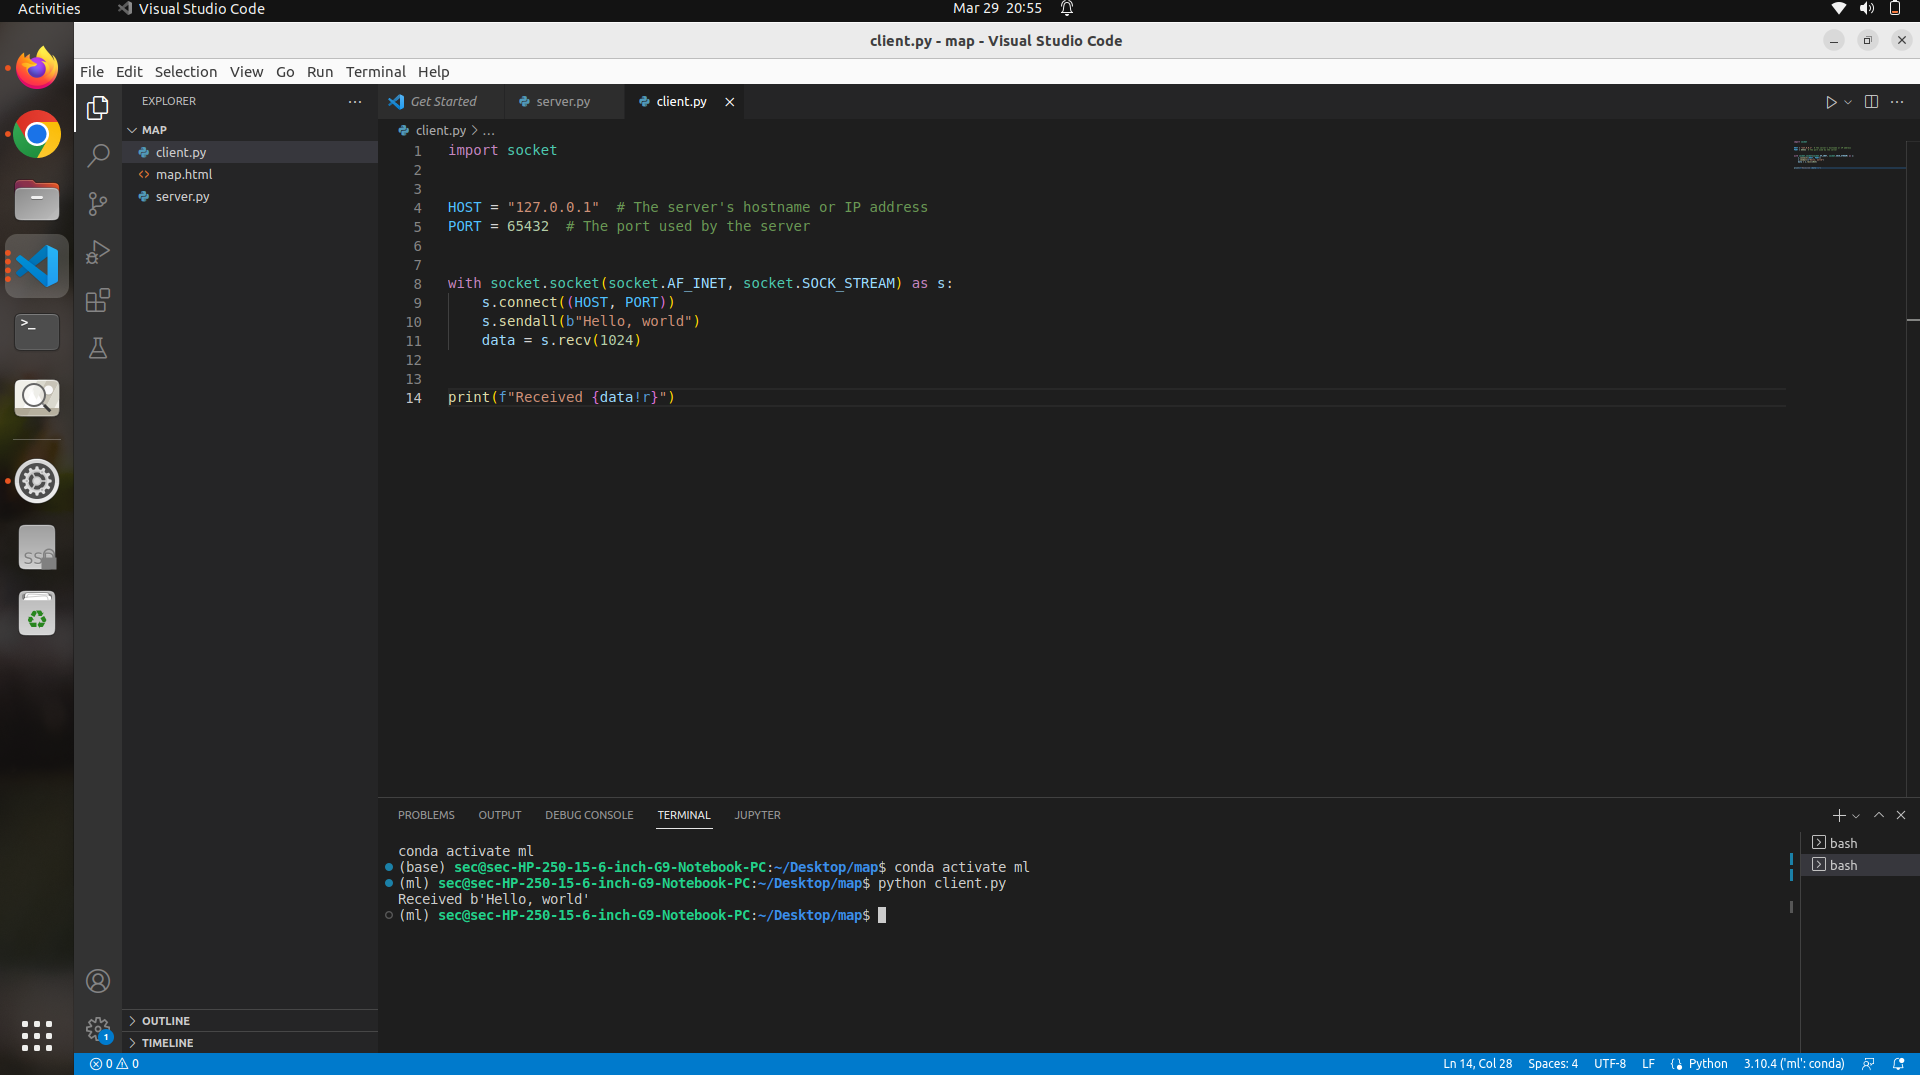 Activities Visual Studio Code Mar 29 20:55
client.py - map - Visual Studio Code
File Edit Selection View Go Run Terminal Help
EXPLORER
MAP
client.py
map.html
server.py
OUTLINE
TIMELINE
Get Started server.py client.py
client.py > ...
1 import socket
2
3
4 HOST = "127.0.0.1"  # The server's hostname or IP address
5 PORT = 65432  # The port used by the server
6
7
8 with socket.socket(socket.AF_INET, socket.SOCK_STREAM) as s:
9     s.connect((HOST, PORT))
10     s.sendall(b"Hello, world")
11     data = s.recv(1024)
12
13
14 print(f"Received {data!r}")
PROBLEMS OUTPUT DEBUG CONSOLE TERMINAL JUPYTER
conda activate ml
(base) sec@sec-HP-250-15-6-inch-G9-Notebook-PC:~/Desktop/map$ conda activate ml
(ml) sec@sec-HP-250-15-6-inch-G9-Notebook-PC:~/Desktop/map$ python client.py
Received b'Hello, world'
(ml) sec@sec-HP-250-15-6-inch-G9-Notebook-PC:~/Desktop/map$
bash
bash
1
0 0 Ln 14, Col 28 Spaces: 4 UTF-8 LF Python 3.10.4 ('ml': conda)